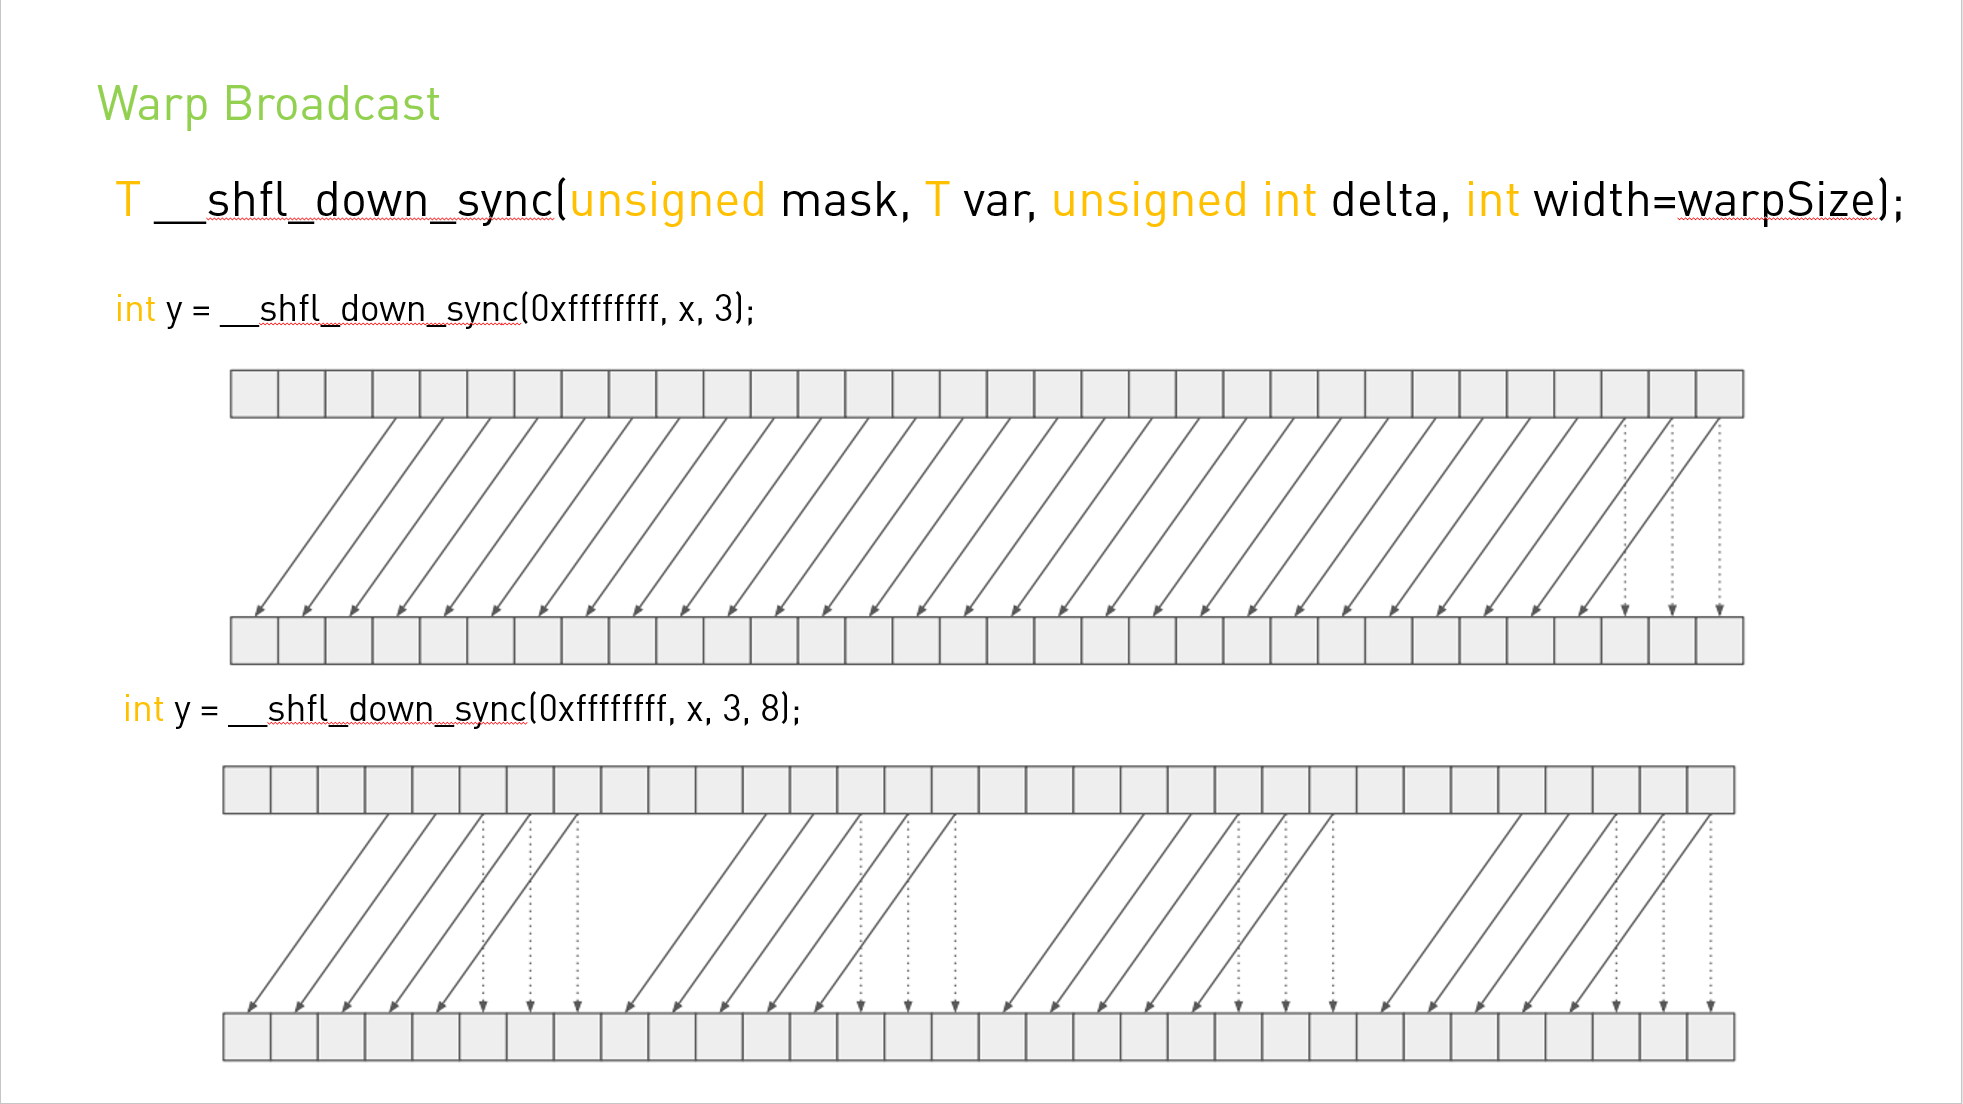 Warp Broadcast
T __shfl_down_sync(unsigned mask, T var, unsigned int delta, int width=warpSize);
int y = __shfl_down_sync(0xffffffff, x, 3);
int y = __shfl_down_sync(0xffffffff, x, 3, 8);